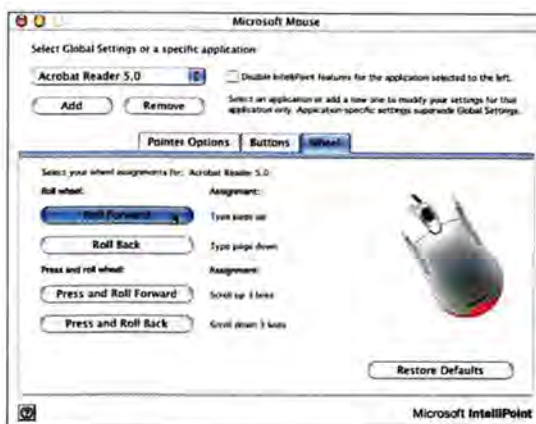 Microsoft Mouse
Select Global Settings or a specific application
Acrobat Reader 5.0
Disable IntelliPoint features for the application selected to the left.
Add
Remove
Select an application or add a new one to modify your settings for that
application only. Application-specific settings supersede Global Settings.
Pointer Options
Buttons
Wheel
Select your wheel assignments for: Acrobat Reader 5.0
Roll wheel:
Assignment:
Roll Forward
Type page up
Roll Back
Type page down
Press and roll wheel:
Assignment:
Press and Roll Forward
Scroll up 3 lines
Press and Roll Back
Scroll down 3 lines
Restore Defaults
?
Microsoft IntelliPoint